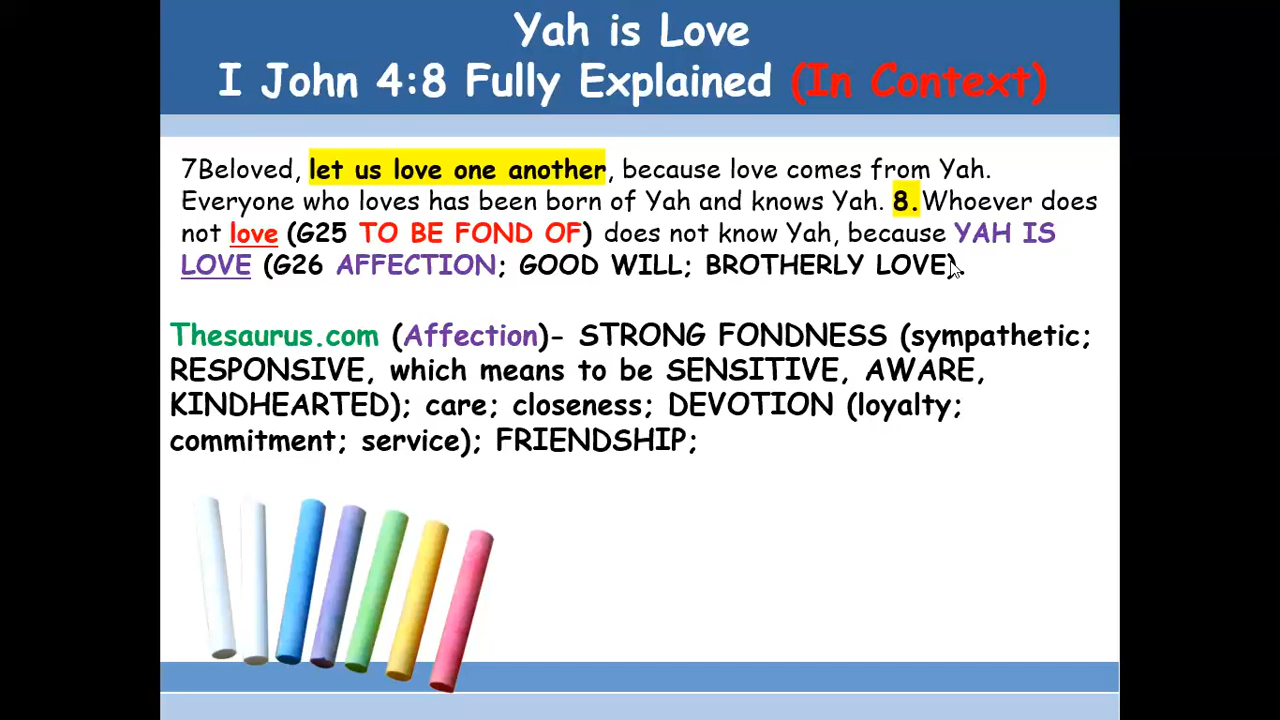 Yah is Love
I John 4:8 Fully Explained (In Context)
7Beloved, let us love one another, because love comes from Yah.
Everyone who loves has been born of Yah and knows Yah. 8.Whoever does
not love (G25 TO BE FOND OF) does not know Yah, because YAH IS
LOVE (G26 AFFECTION; GOOD WILL; BROTHERLY LOVE).
Thesaurus.com (Affection)- STRONG FONDNESS (sympathetic;
RESPONSIVE, which means to be SENSITIVE, AWARE,
KINDHEARTED); care; closeness; DEVOTION (loyalty;
commitment; service); FRIENDSHIP;